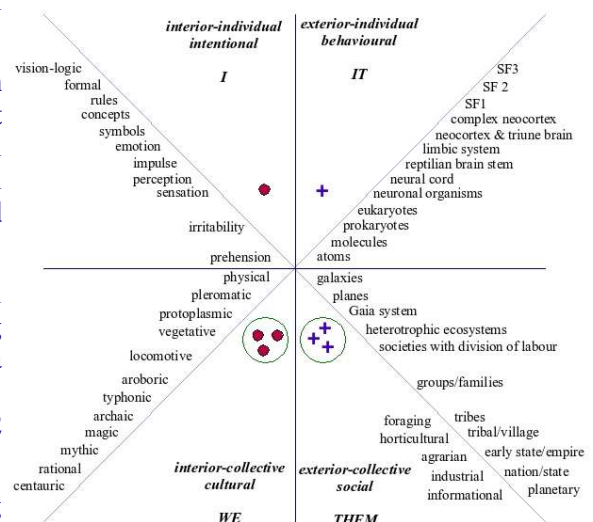 interior-individual
intentional
I
vision-logic
formal
rules
concepts
symbols
emotion
impulse
perception
sensation
irritability
prehension
exterior-individual
behavioural
IT
SF3
SF 2
SF1
complex neocortex
neocortex & triune brain
limbic system
reptilian brain stem
neural cord
neuronal organisms
eukaryotes
prokaryotes
molecules
atoms
physical
pleromatic
protoplasmic
vegetative
locomotive
aroboric
typhonic
archaic
magic
mythic
rational
centauric
interior-collective
cultural
WE
galaxies
planes
Gaia system
heterotrophic ecosystems
societies with division of labour
groups/families
foraging
horticultural
agrarian
industrial
informational
tribes
tribal/village
early state/empire
nation/state
planetary
exterior-collective
social
THEM